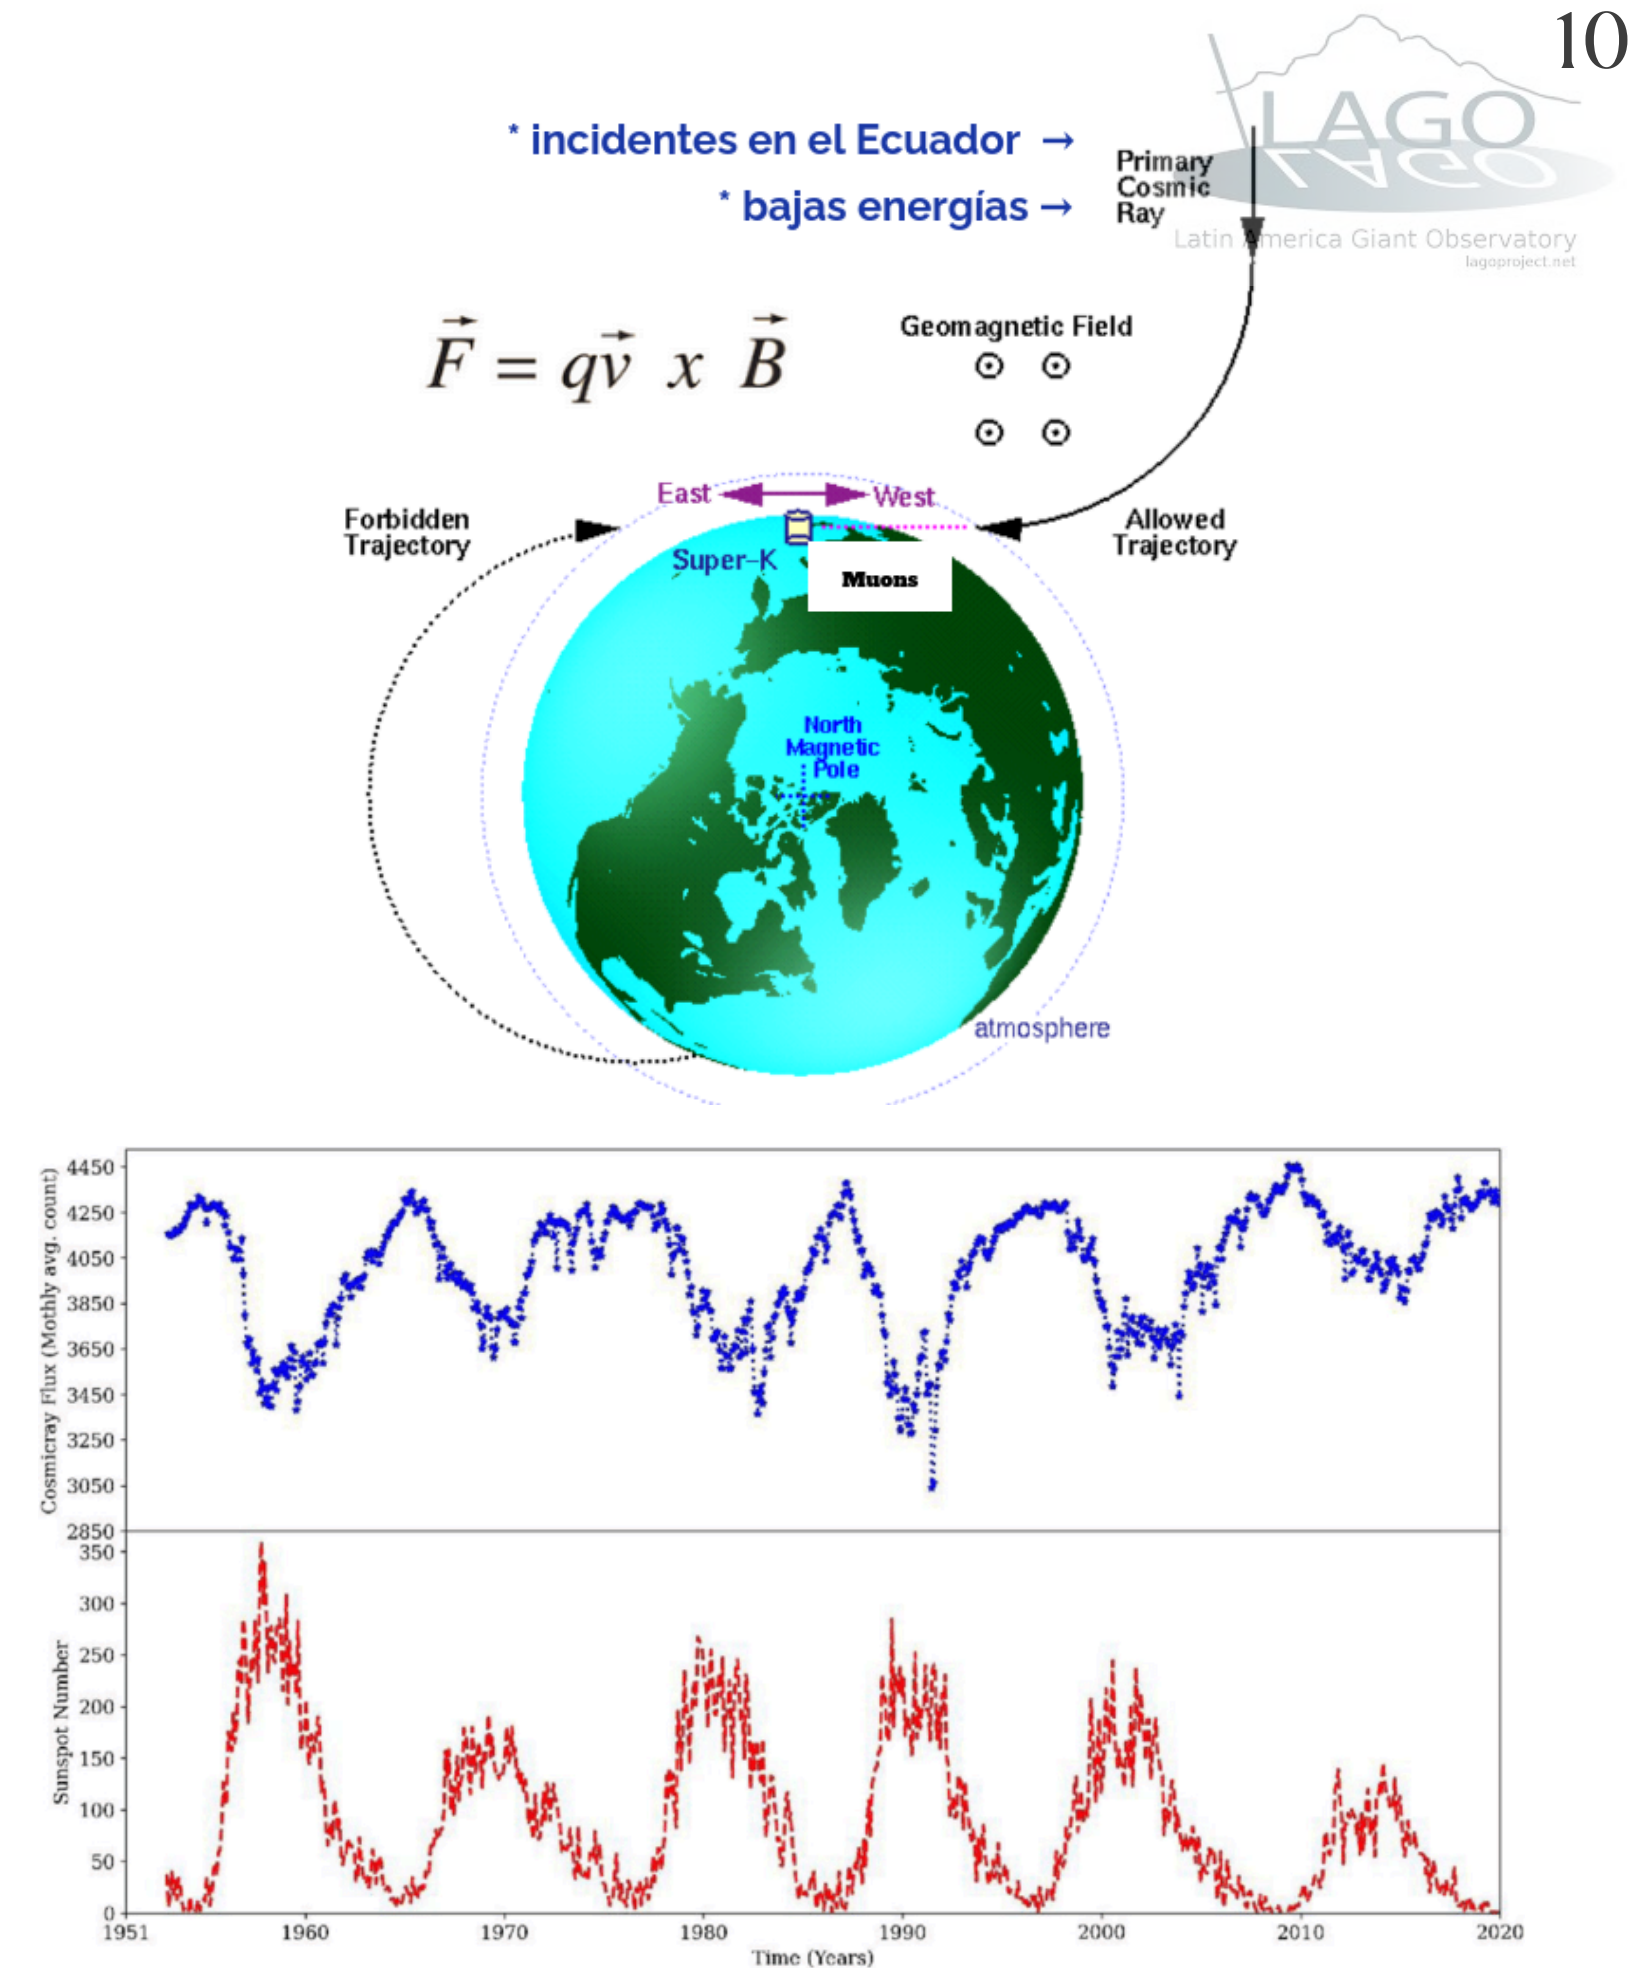 10
LAGO
LAGO
Latin America Giant Observatory
lagoproject.net
* incidentes en el Ecuador →
* bajas energías →
Primary
Cosmic
Ray
F = qv x B
Geomagnetic Field
East
West
Forbidden
Trajectory
Allowed
Trajectory
Super-K
Muons
North
Magnetic
Pole
atmosphere
Cosmicray Flux (Mothly avg. count)
4450
4250
4050
3850
3650
3450
3250
3050
2850
Sunspot Number
350
300
250
200
150
100
50
0
1951 1960 1970 1980 1990 2000 2010 2020
Time (Years)